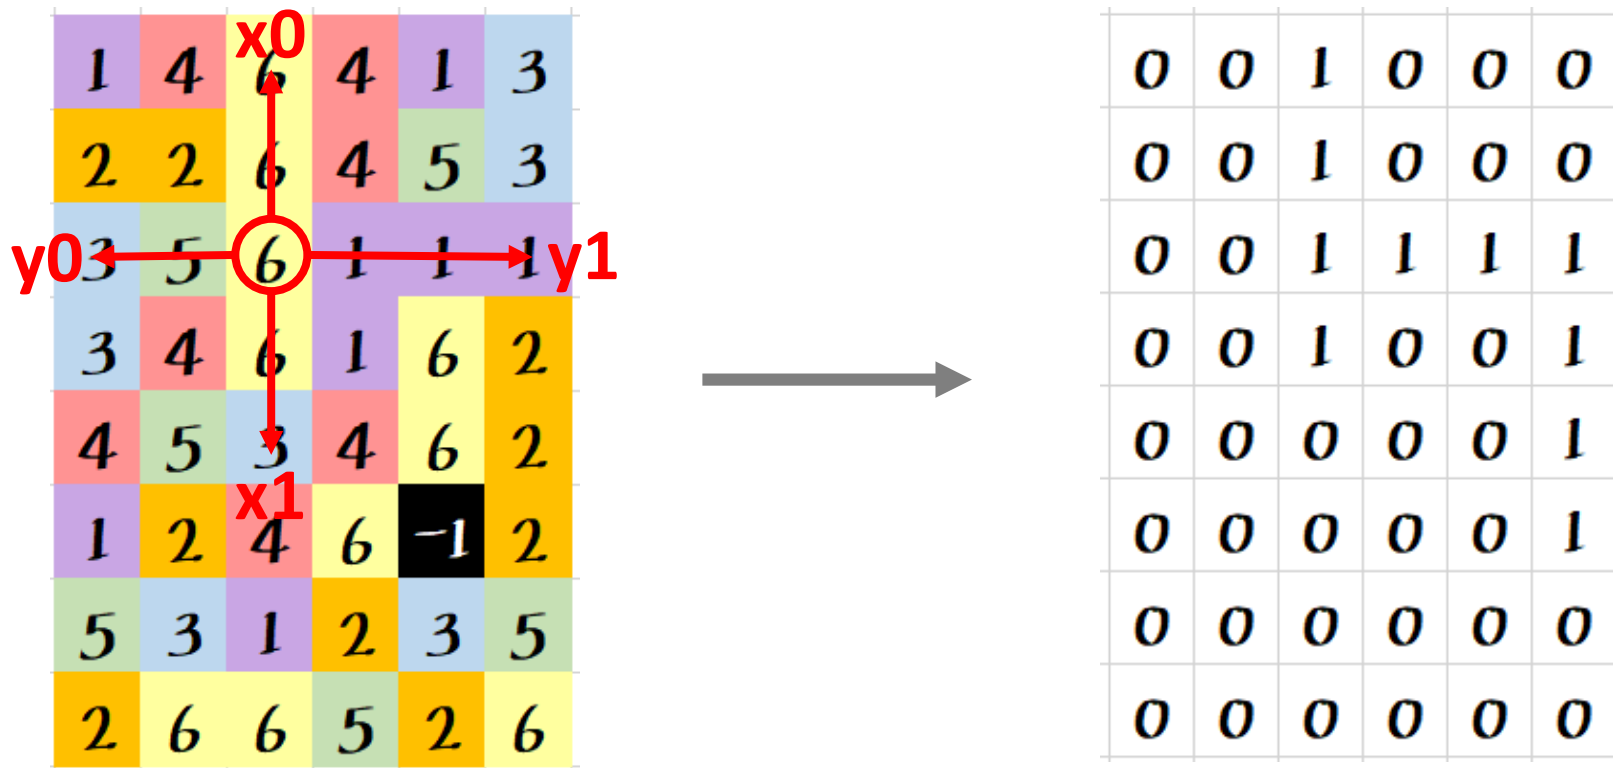 x0
1 4 6 4 1 3 0 0 1 0 0 0
2 2 6 4 5 3 0 0 1 0 0 0
y0 3 5 6 1 1 1 y1 0 0 1 1 1 1
3 4 6 1 6 2 0 0 1 0 0 1
4 5 3 4 6 2 0 0 0 0 0 1
x1
1 2 4 6 -1 2 0 0 0 0 0 1
5 3 1 2 3 5 0 0 0 0 0 0
2 6 6 5 2 6 0 0 0 0 0 0